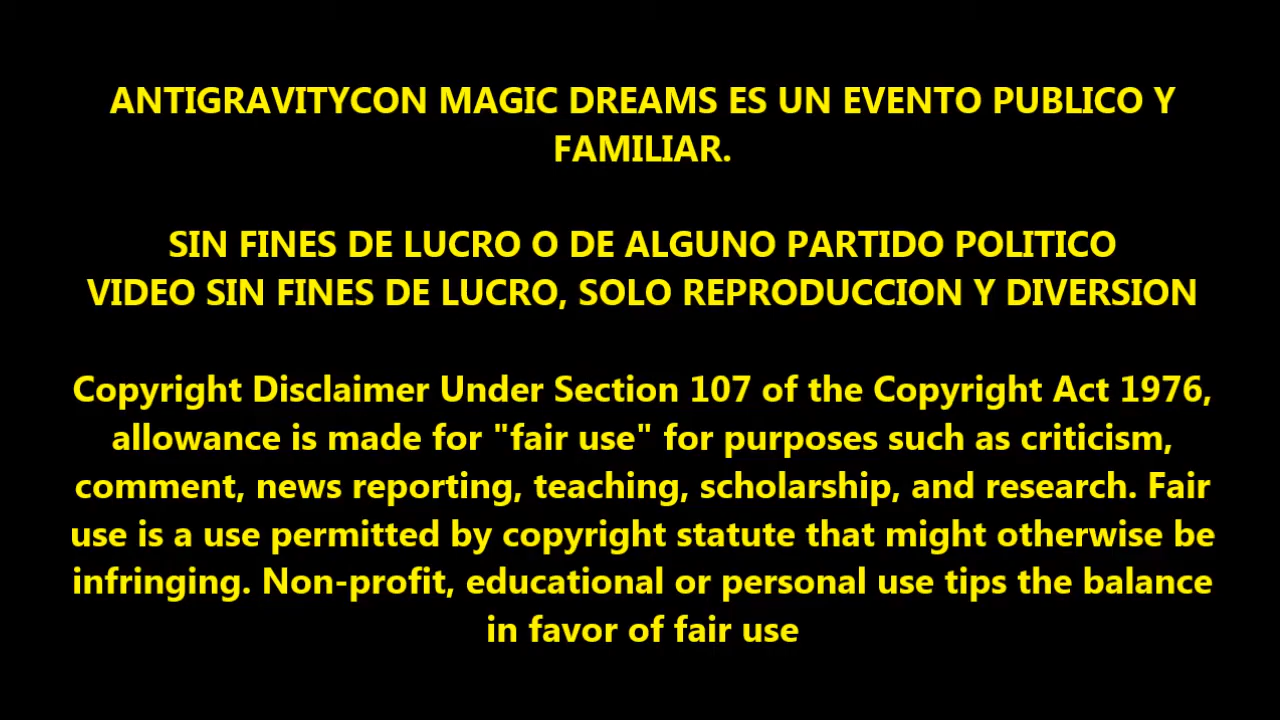 ANTIGRAVITYCON MAGIC DREAMS ES UN EVENTO PUBLICO Y
FAMILIAR.
SIN FINES DE LUCRO O DE ALGUNO PARTIDO POLITICO
VIDEO SIN FINES DE LUCRO, SOLO REPRODUCCION Y DIVERSION
Copyright Disclaimer Under Section 107 of the Copyright Act 1976,
allowance is made for "fair use" for purposes such as criticism,
comment, news reporting, teaching, scholarship, and research. Fair
use is a use permitted by copyright statute that might otherwise be
infringing. Non-profit, educational or personal use tips the balance
in favor of fair use